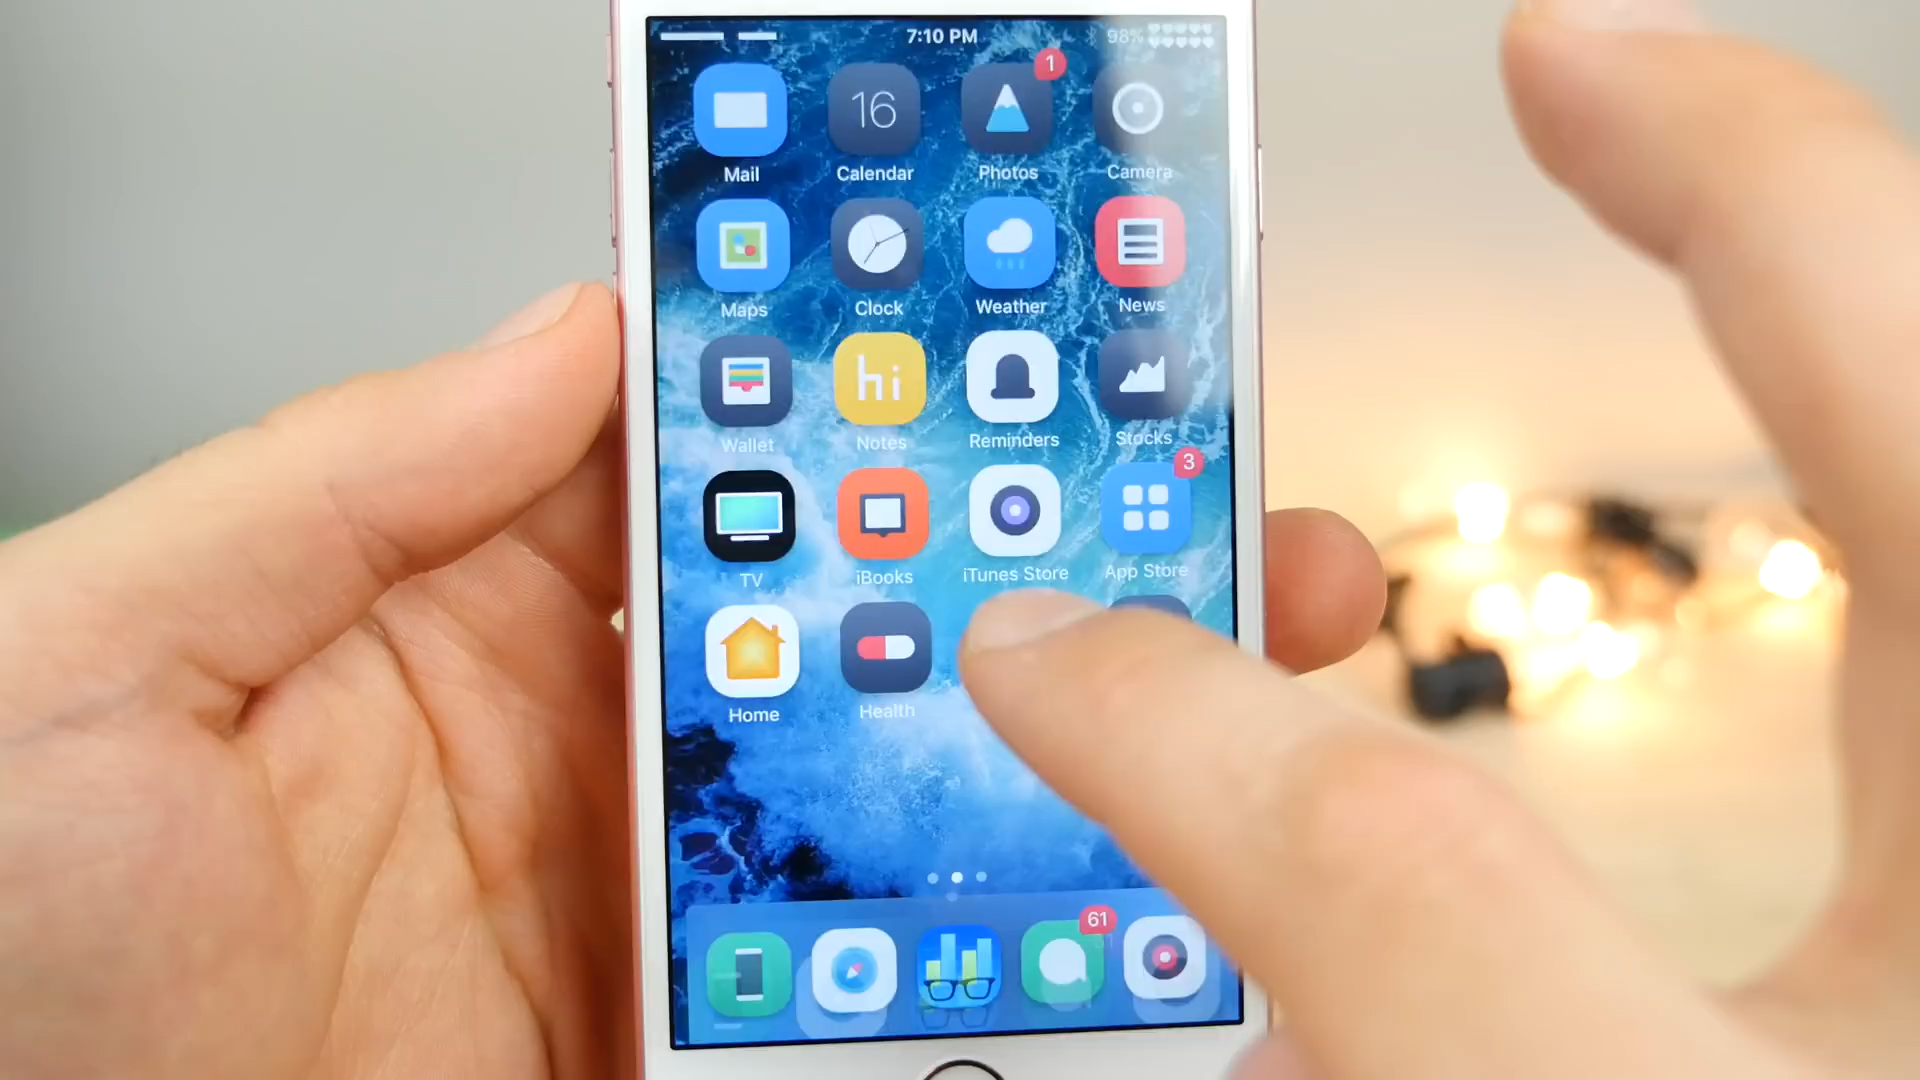 7:10 PM 98%
16
1
Mail Calendar Photos Camera
Maps Clock Weather News
hi
Wallet Notes Reminders Stocks
3
TV iBooks iTunes Store App Store
Home Health
61